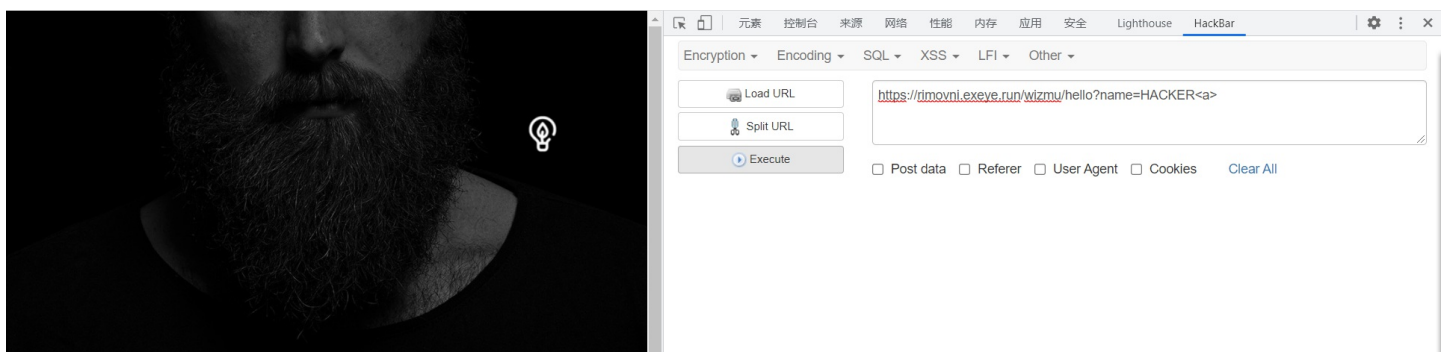 元素 控制台 来源 网络 性能 内存 应用 安全 Lighthouse HackBar
Encryption Encoding SQL XSS LFI Other
Load URL
https://rimovni.exeye.run/wizmu/hello?name=HACKER<a>
Split URL
Execute
Post data Referer User Agent Cookies Clear All